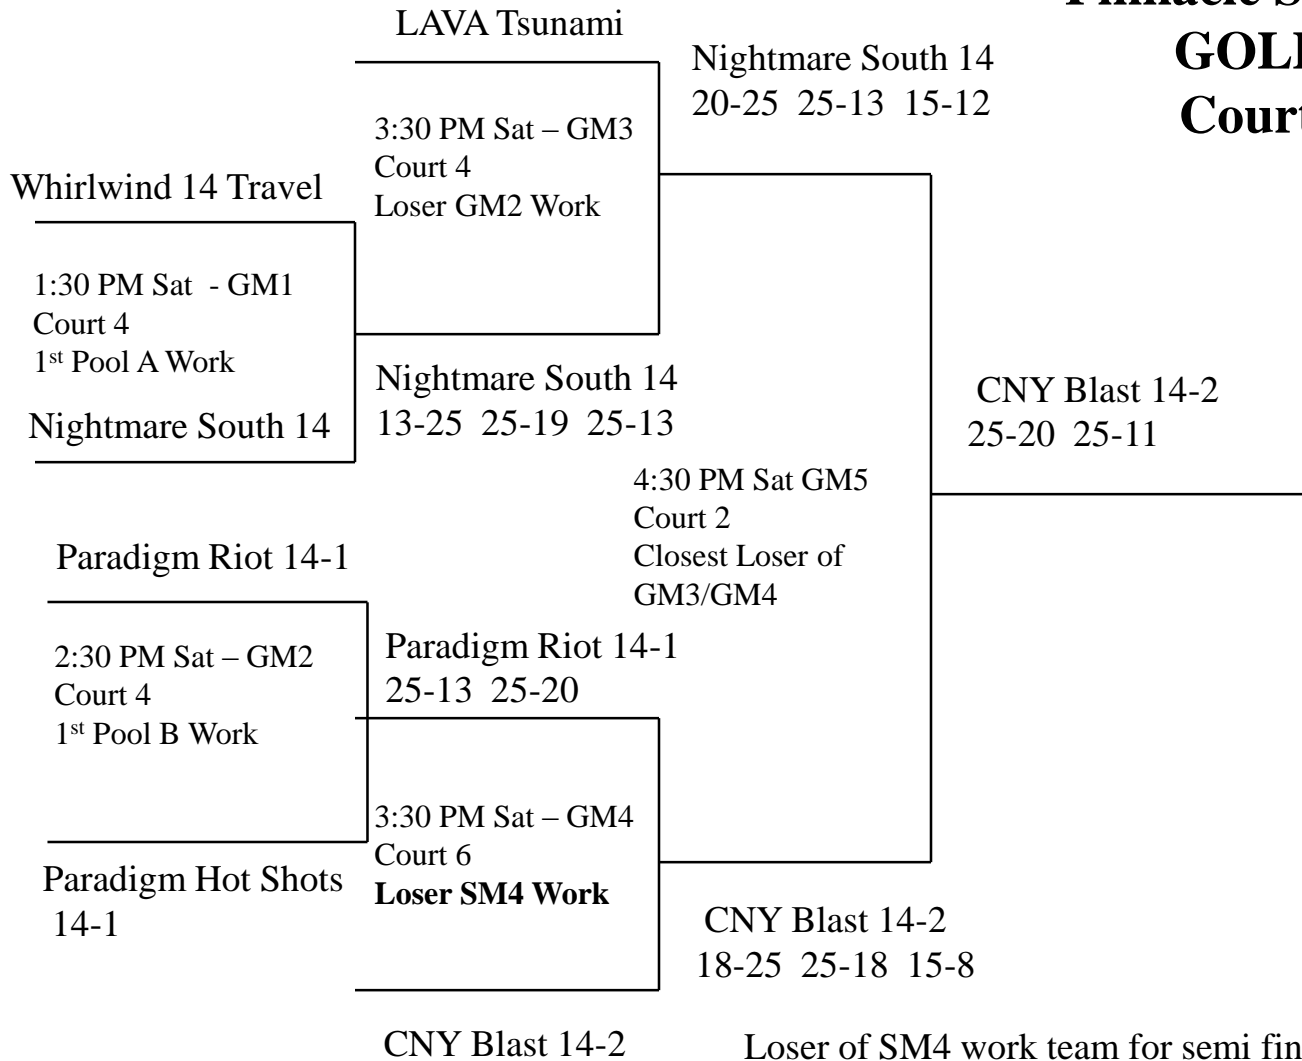 GOLD
Court
LAVA Tsunami
Nightmare South 14
20-25 25-13 15-12
3:30 PM Sat – GM3
Court 4
Loser GM2 Work
Whirlwind 14 Travel
1:30 PM Sat - GM1
Court 4
1st Pool A Work
Nightmare South 14
Nightmare South 14
13-25 25-19 25-13
CNY Blast 14-2
25-20 25-11
4:30 PM Sat GM5
Court 2
Closest Loser of
GM3/GM4
Paradigm Riot 14-1
2:30 PM Sat – GM2
Court 4
1st Pool B Work
Paradigm Riot 14-1
25-13 25-20
Paradigm Hot Shots
14-1
3:30 PM Sat – GM4
Court 6
Loser SM4 Work
CNY Blast 14-2
18-25 25-18 15-8
CNY Blast 14-2
Loser of SM4 work team for semi fin